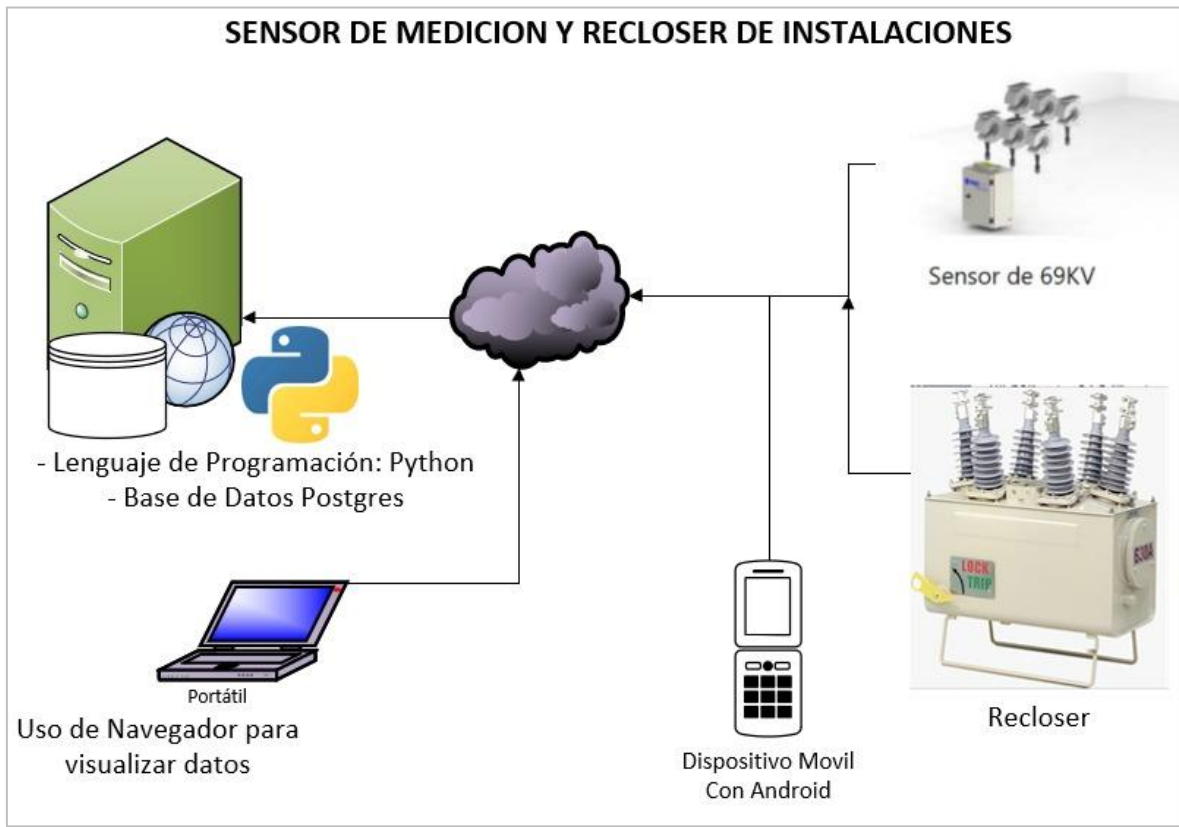 SENSOR DE MEDICION Y RECLOSER DE INSTALACIONES
Sensor de 69KV
- Lenguaje de Programación: Python
- Base de Datos Postgres
630A
LOCK
TRIP
Portátil
Uso de Navegador para
visualizar datos
Recloser
Dispositivo Movil
Con Android